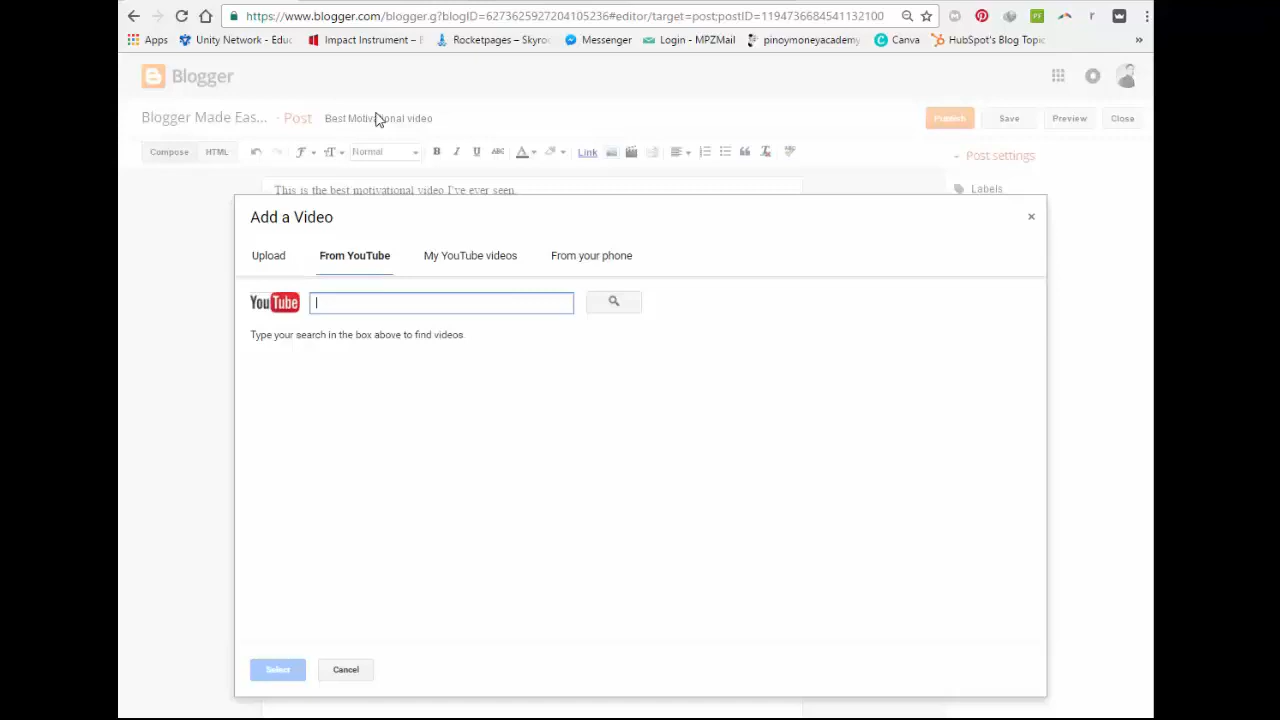 https://www.blogger.com/blogger.g?blogID=6273625927204105236#editor/target=post;postID=1194736684541132100
Apps Unity Network - Educ Impact Instrument – Rocketpages – Skyroc Messenger Login - MPZMail pinoymoneyacademy Canva HubSpot's Blog Topic »
Blogger
Blogger Made Eas... · Post Best Motivational video Publish Save Preview Close
Compose HTML Normal B I U ABC A Link
Post settings
This is the best motivational video I've ever seen. Labels
Add a Video ×
Upload From YouTube My YouTube videos From your phone
YouTube
Type your search in the box above to find videos.
Select Cancel